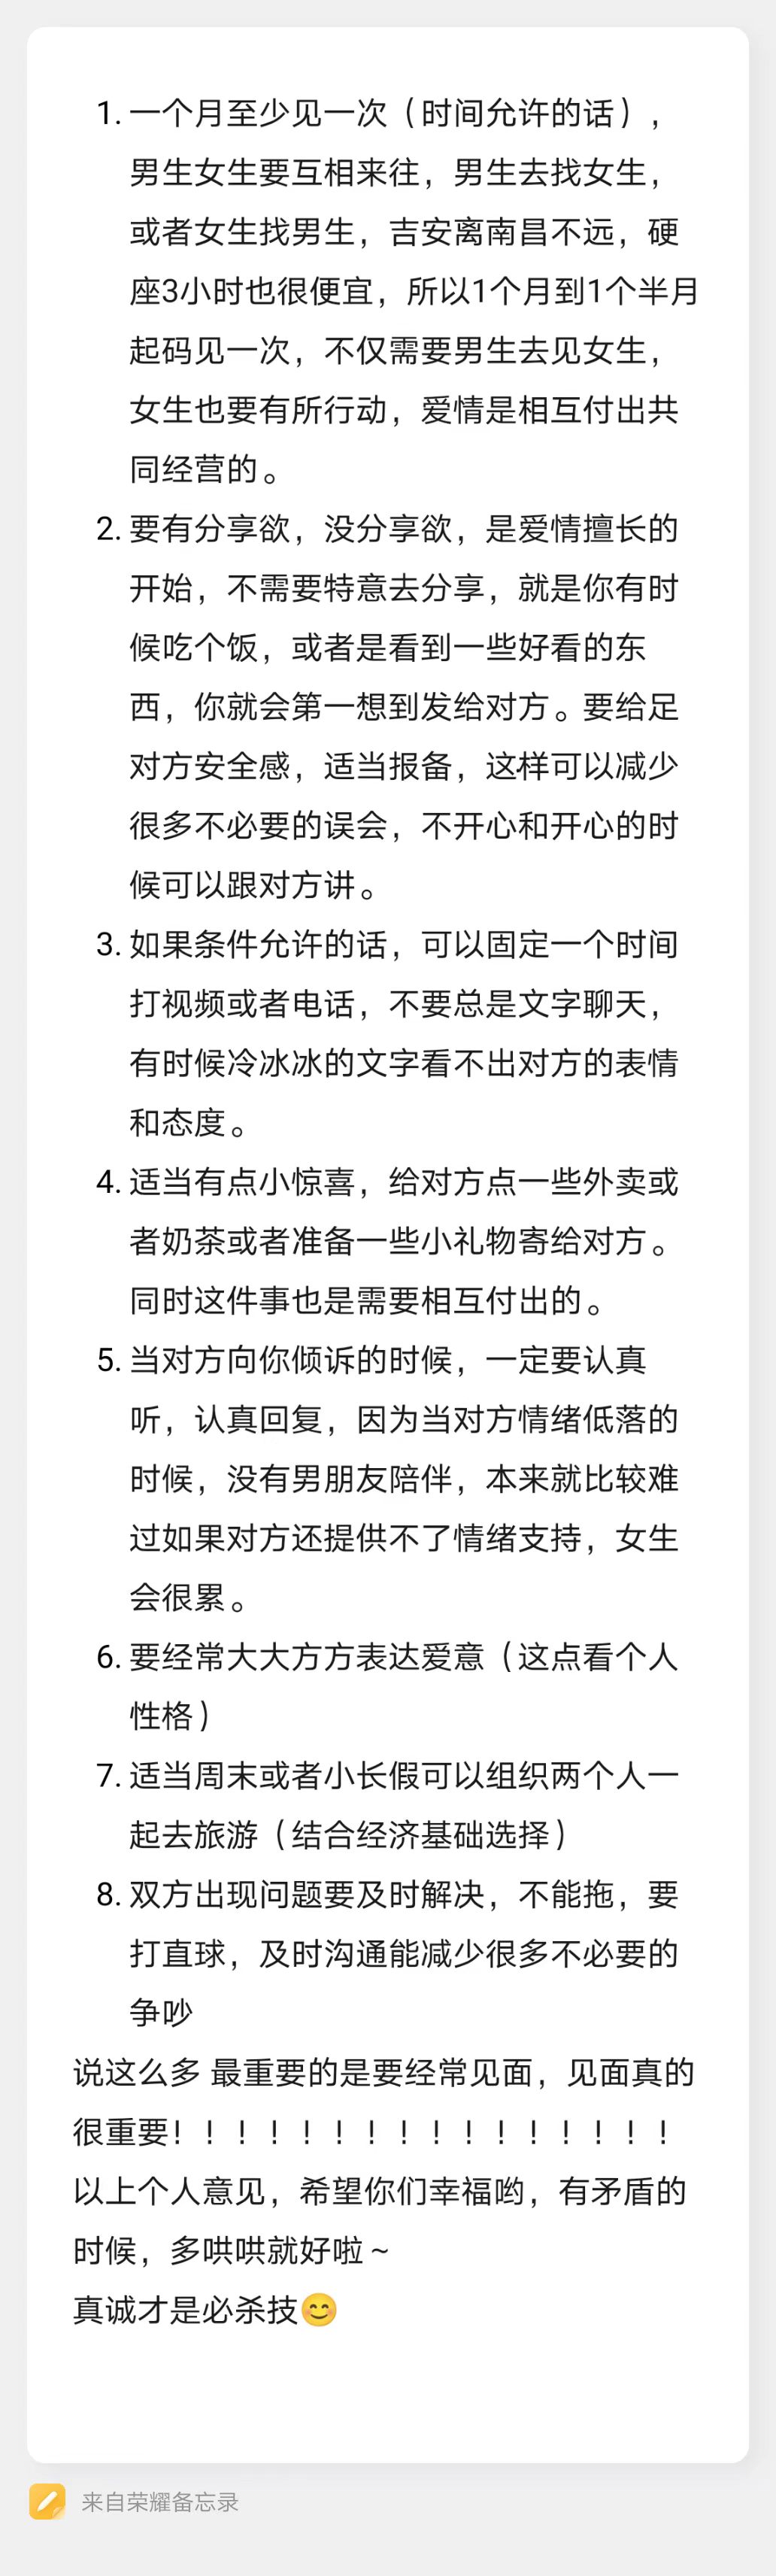 1. 一个月至少见一次（时间允许的话），
男生女生要互相来往，男生去找女生，
或者女生找男生，吉安离南昌不远，硬
座3小时也很便宜，所以1个月到1个半月
起码见一次，不仅需要男生去见女生，
女生也要有所行动，爱情是相互付出共
同经营的。
2. 要有分享欲，没分享欲，是爱情擅长的
开始，不需要特意去分享，就是你有时
候吃个饭，或者是看到一些好看的东
西，你就会第一想到发给对方。要给足
对方安全感，适当报备，这样可以减少
很多不必要的误会，不开心和开心的时
候可以跟对方讲。
3. 如果条件允许的话，可以固定一个时间
打视频或者电话，不要总是文字聊天，
有时候冷冰冰的文字看不出对方的表情
和态度。
4. 适当有点小惊喜，给对方点一些外卖或
者奶茶或者准备一些小礼物寄给对方。
同时这件事也是需要相互付出的。
5. 当对方向你倾诉的时候，一定要认真
听，认真回复，因为当对方情绪低落的
时候，没有男朋友陪伴，本来就比较难
过如果对方还提供不了情绪支持，女生
会很累。
6. 要经常大大方方表达爱意（这点看个人
性格）
7. 适当周末或者小长假可以组织两个人一
起去旅游（结合经济基础选择）
8. 双方出现问题要及时解决，不能拖，要
打直球，及时沟通能减少很多不必要的
争吵
说这么多 最重要的是要经常见面，见面真的
很重要！！！！！！！！！！！！！！！！
以上个人意见，希望你们幸福哟，有矛盾的
时候，多哄哄就好啦～
真诚才是必杀技😊
来自荣耀备忘录